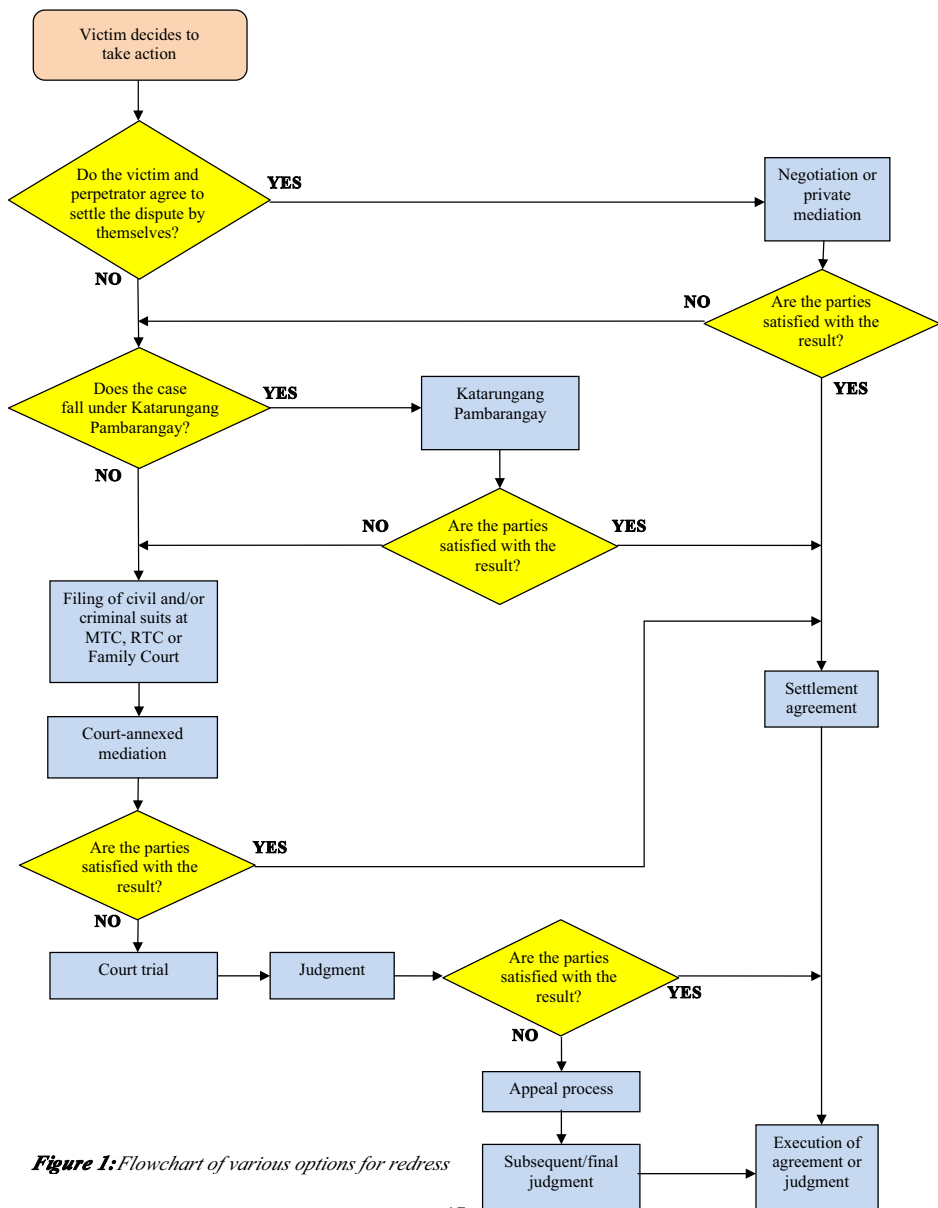 Victim decides to
take action
Do the victim and
perpetrator agree to
settle the dispute by
themselves?
YES
Negotiation or
private
mediation
NO
NO
Are the parties
satisfied with the
result?
YES
Does the case
fall under Katarungang
Pambarangay?
YES
Katarungang
Pambarangay
NO
NO
Are the parties
satisfied with the
result?
YES
Filing of civil and/or
criminal suits at
MTC, RTC or
Family Court
Settlement
agreement
Court-annexed
mediation
Are the parties
satisfied with the
result?
YES
NO
Court trial
Judgment
Are the parties
satisfied with the
result?
YES
NO
Appeal process
Subsequent/final
judgment
Execution of
agreement or
judgment
Figure 1: Flowchart of various options for redress